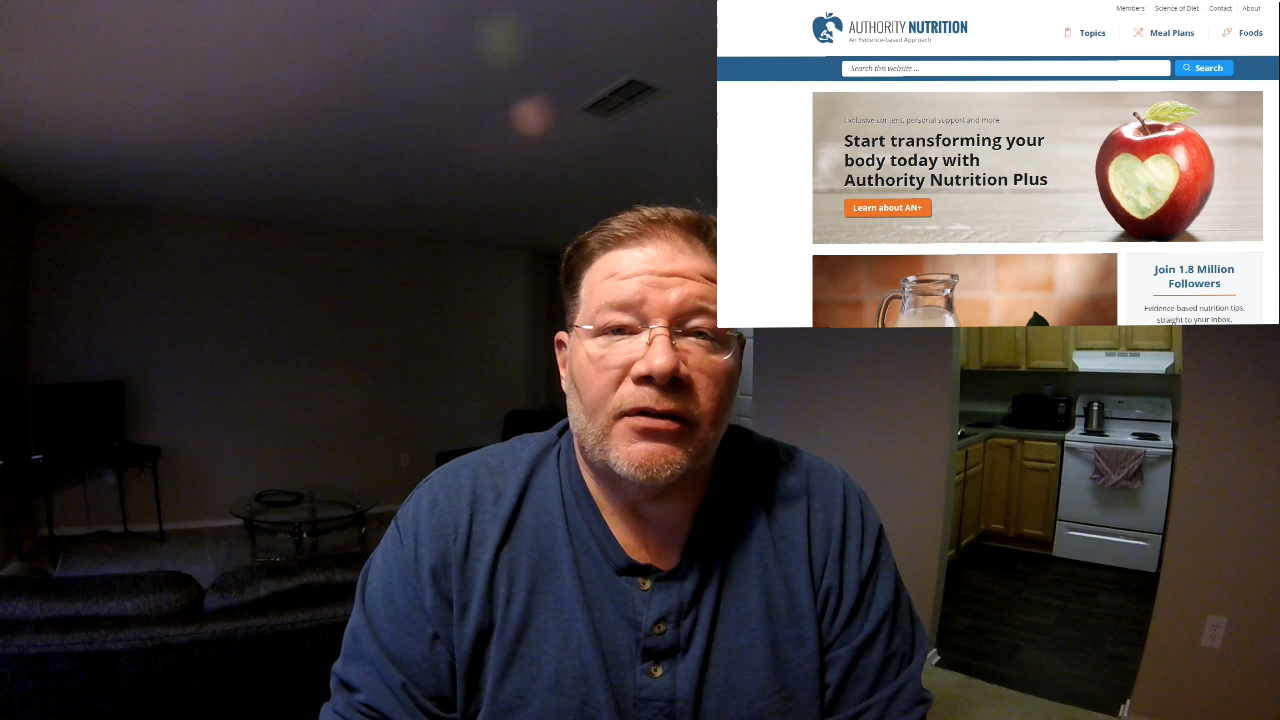 Members Science of Diet Contact About
AUTHORITY NUTRITION
An Evidence-based Approach
Topics Meal Plans Foods
Search this website ...
Search
Exclusive content, personal support and more
Start transforming your
body today with
Authority Nutrition Plus
Learn about AN+
Join 1.8 Million
Followers
Evidence based nutrition tips,
straight to your inbox.